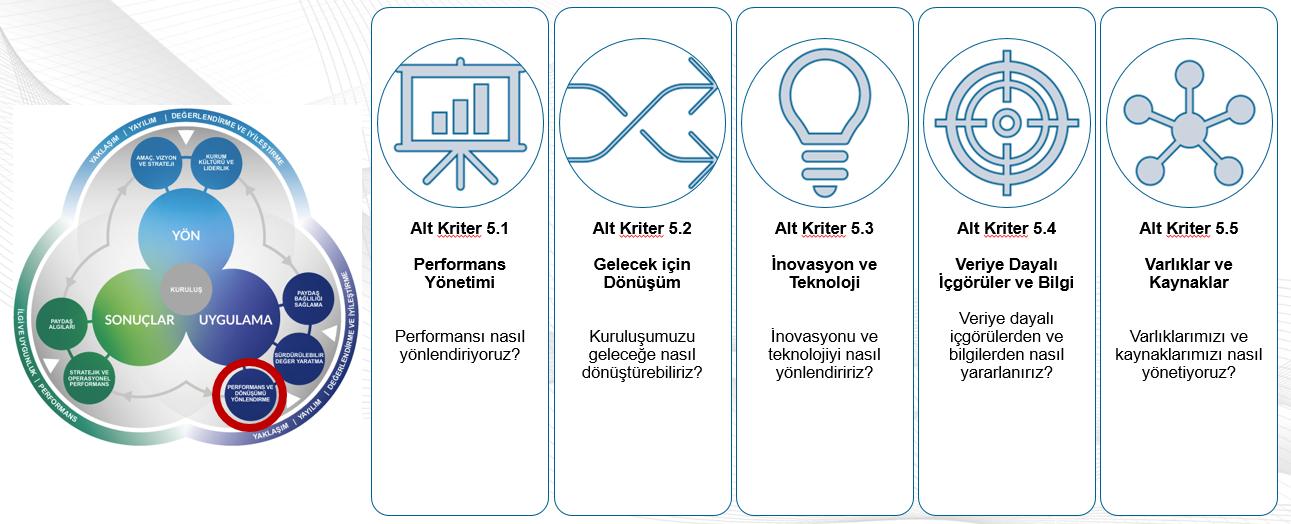 YAKLAŞIM | YAYILIM | DEĞERLENDİRME VE İYİLEŞTİRME
AMAÇ, VİZYON
VE STRATEJİ
KURUM
KÜLTÜRÜ VE
LİDERLİK
YÖN
KURULUŞ
SONUÇLAR
UYGULAMA
PAYDAŞ
ALGILARI
STRATEJİK VE
OPERASYONEL
PERFORMANS
PAYDAŞ
BAĞLILIĞI
SAĞLAMA
SÜRDÜRÜLEBİLİR
DEĞER YARATMA
PERFORMANS VE
DÖNÜŞÜMÜ
YÖNLENDİRME
İLGİ VE UYGUNLUK | PERFORMANS
YAKLAŞIM | YAYILIM | DEĞERLENDİRME VE İYİLEŞTİRME
Alt Kriter 5.1
Performans
Yönetimi
Performansı nasıl
yönlendiriyoruz?
Alt Kriter 5.2
Gelecek için
Dönüşüm
Kuruluşumuzu
geleceğe nasıl
dönüştürebiliriz?
Alt Kriter 5.3
İnovasyon ve
Teknoloji
İnovasyonu ve
teknolojiyi nasıl
yönlendiririz?
Alt Kriter 5.4
Veriye Dayalı
İçgörüler ve Bilgi
Veriye dayalı
içgörülerden ve
bilgilerden nasıl
yararlanırız?
Alt Kriter 5.5
Varlıklar ve
Kaynaklar
Varlıklarımızı ve
kaynaklarımızı nasıl
yönetiyoruz?